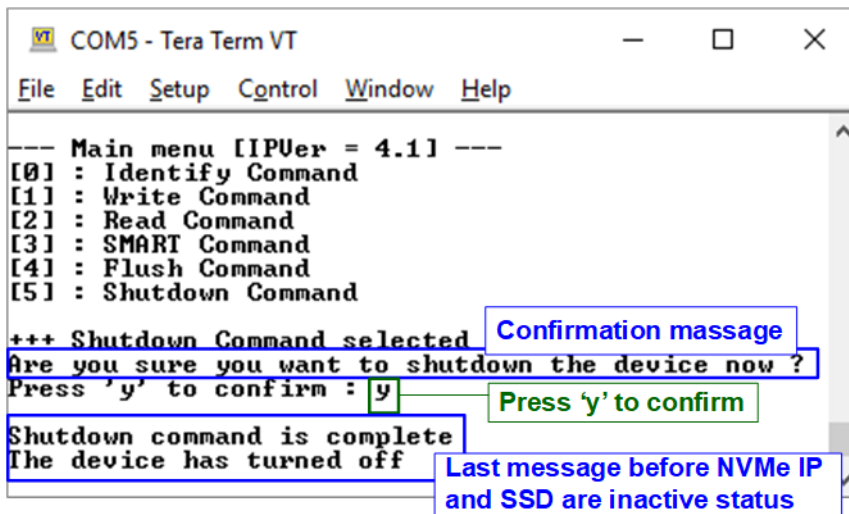 COM5 - Tera Term VT
File Edit Setup Control Window Help
--- Main menu [IPVer = 4.1] ---
[0] : Identify Command
[1] : Write Command
[2] : Read Command
[3] : SMART Command
[4] : Flush Command
[5] : Shutdown Command
+++ Shutdown Command selected
Confirmation massage
Are you sure you want to shutdown the device now ?
Press 'y' to confirm : y
Press ‘y’ to confirm
Shutdown command is complete
The device has turned off
Last message before NVMe IP
and SSD are inactive status